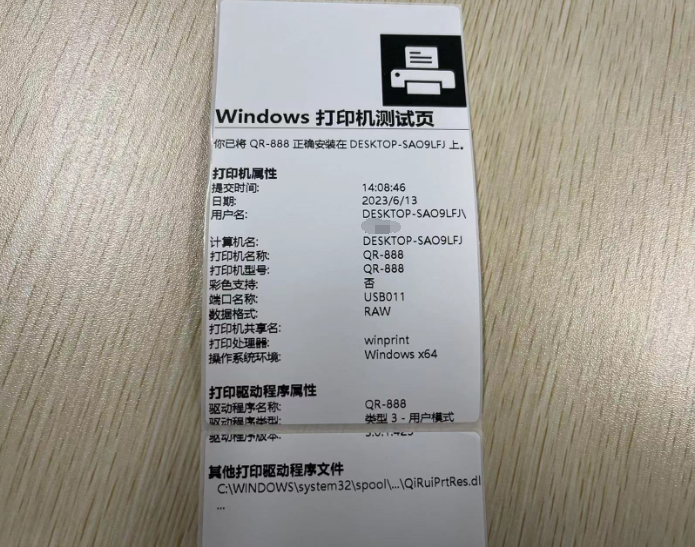 Windows 打印机测试页
你已将 QR-888 正确安装在 DESKTOP-SAO9LFJ 上。
打印机属性
提交时间: 14:08:46
日期: 2023/6/13
用户名: DESKTOP-SAO9LFJ\
计算机名: DESKTOP-SAO9LFJ
打印机名称: QR-888
打印机型号: QR-888
彩色支持: 否
端口名称: USB011
数据格式: RAW
打印机共享名:
打印处理器: winprint
操作系统环境: Windows x64
打印驱动程序属性
驱动程序名称: QR-888
驱动程序类型: 类型 3 - 用户模式
驱动程序版本:
其他打印驱动程序文件
C:\WINDOWS\system32\spool\...\QiRuiPrtRes.dl
...